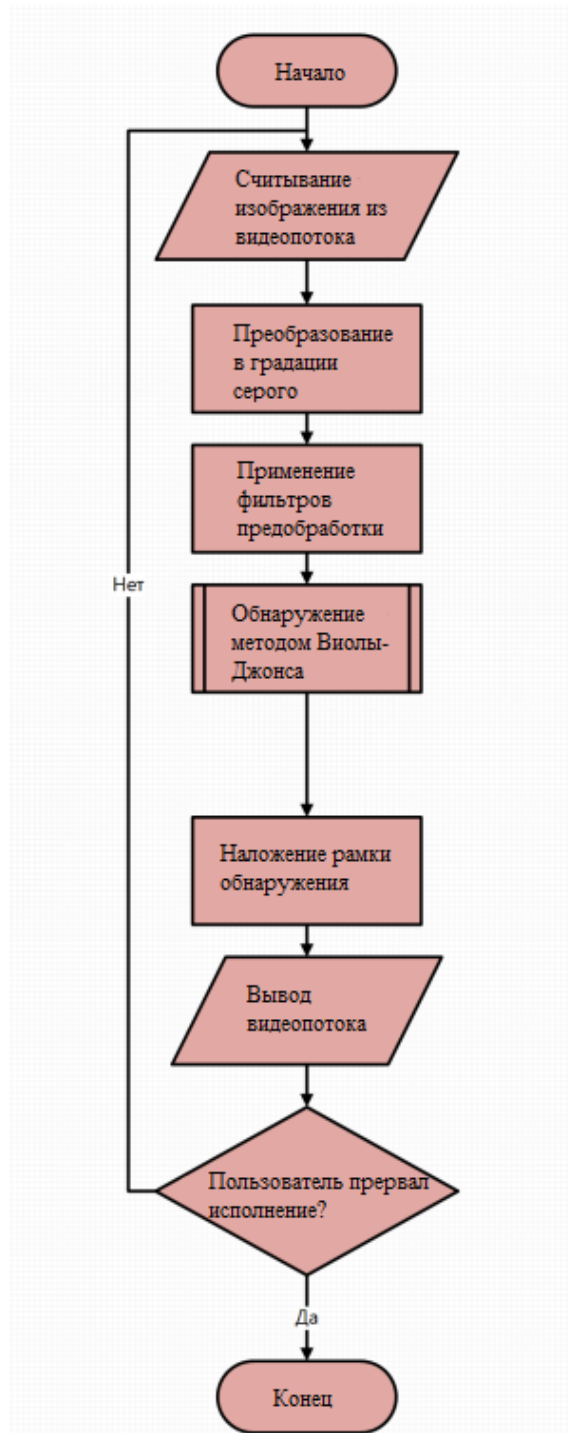 Начало
Считывание
изображения из
видеопотока
Преобразование
в градации
серого
Применение
фильтров
предобработки
Нет
Обнаружение
методом Виолы-
Джонса
Наложение рамки
обнаружения
Вывод
видеопотока
Пользователь прервал
исполнение?
Да
Конец